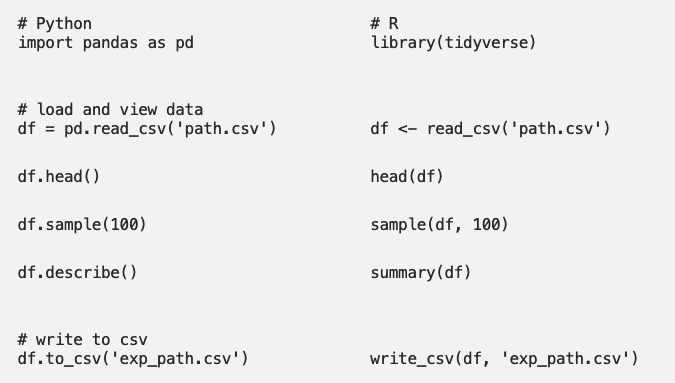 # Python
import pandas as pd
# load and view data
df = pd.read_csv('path.csv')
df.head()
df.sample(100)
df.describe()
# write to csv
df.to_csv('exp_path.csv')
# R
library(tidyverse)
df <- read_csv('path.csv')
head(df)
sample(df, 100)
summary(df)
write_csv(df, 'exp_path.csv')